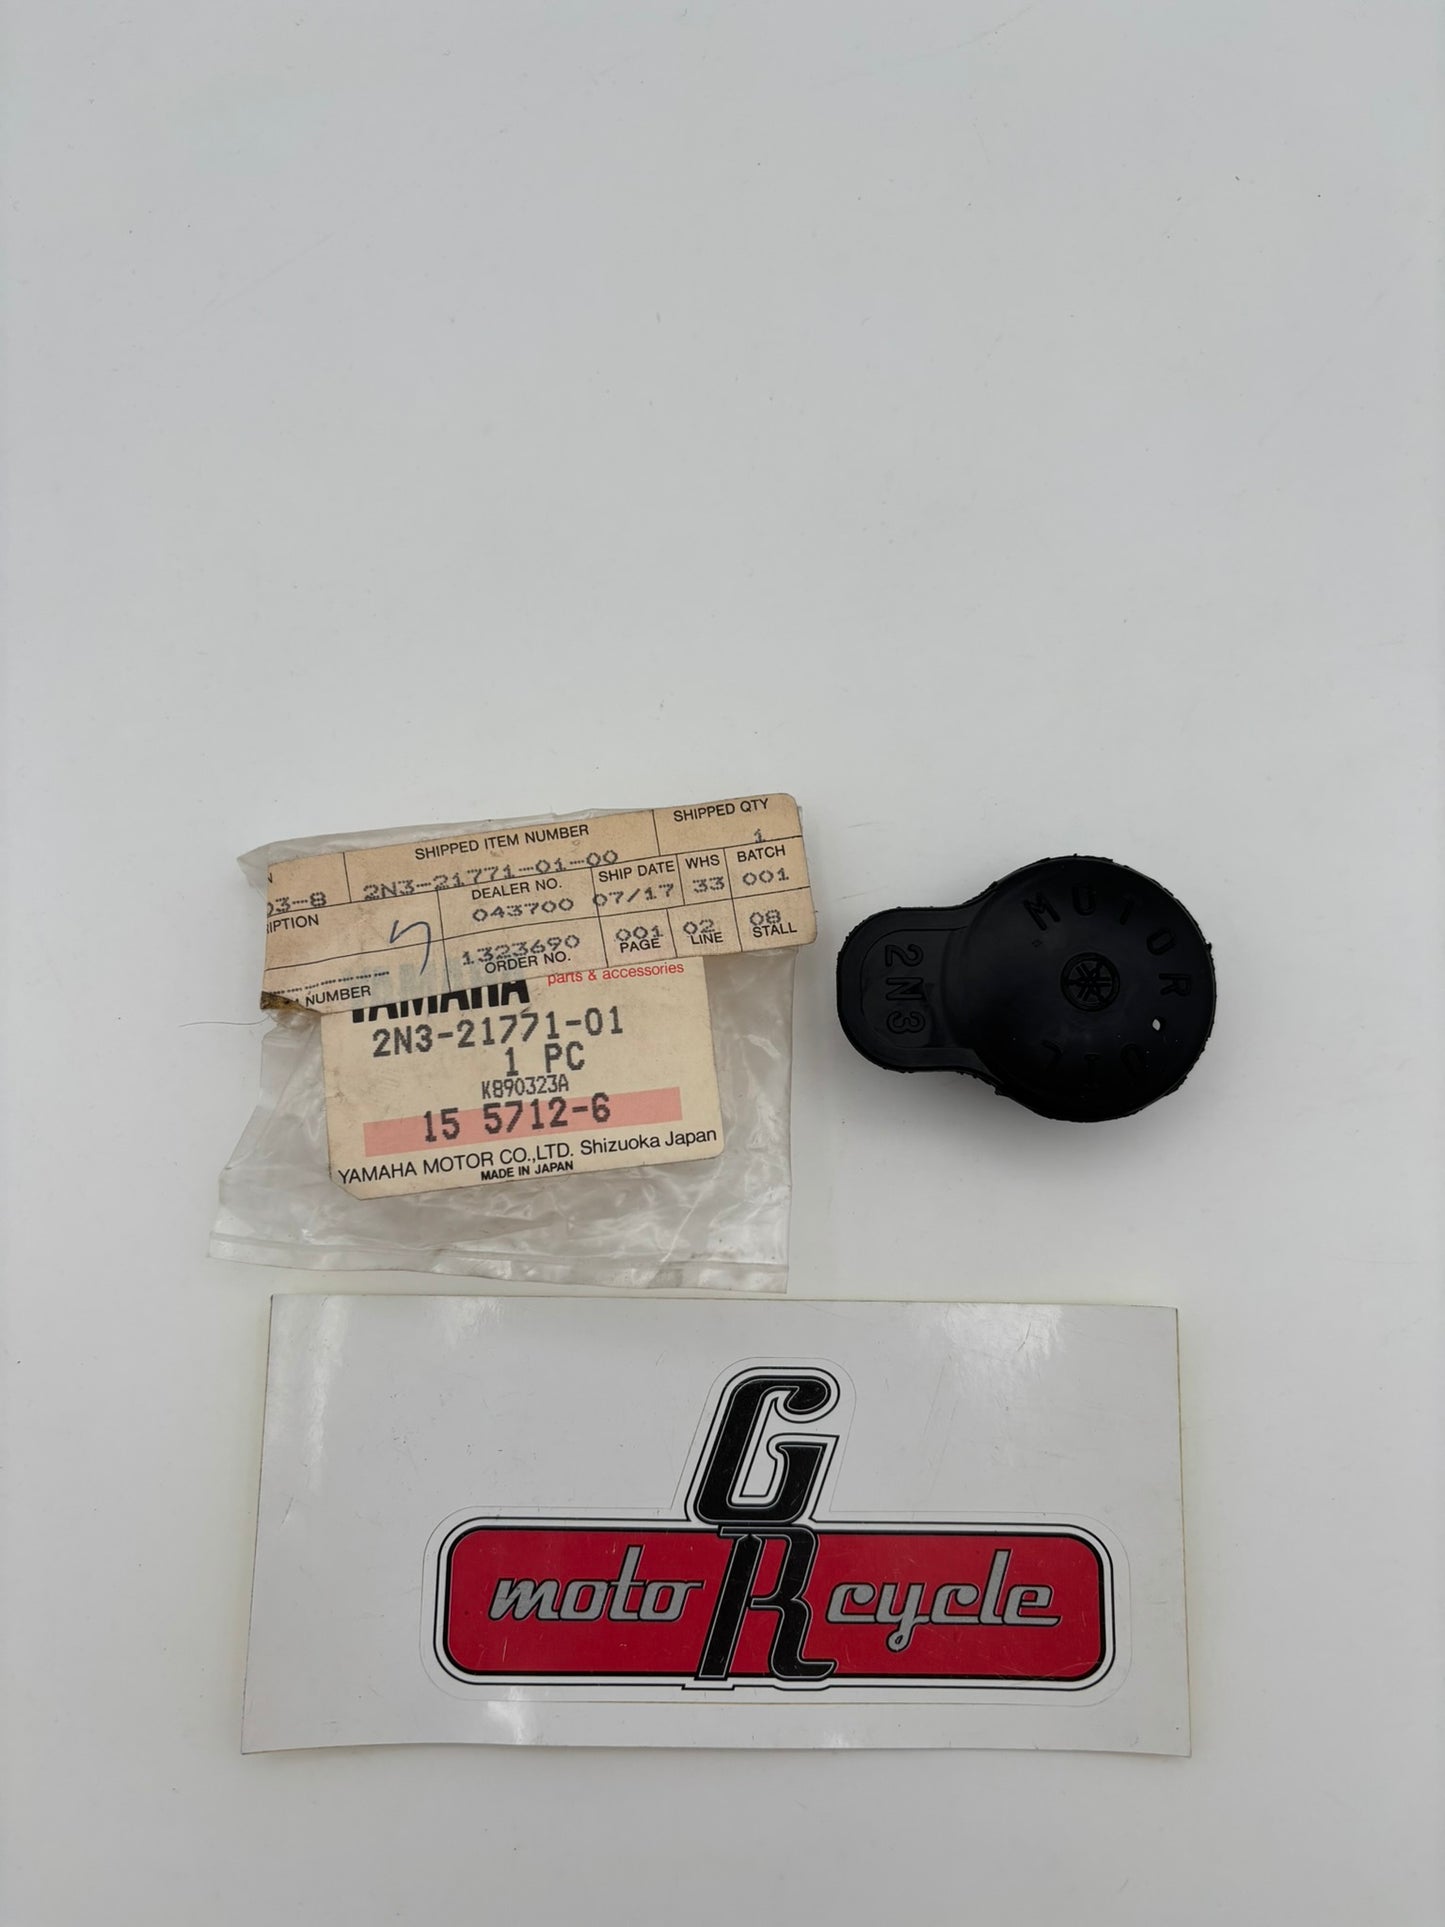 SHIPPED ITEM NUMBER
SHIPPED QTY
03-8
2N3-21771-01-00
1
DEALER NO.
SHIP DATE
WHS
BATCH
IPTION
043700
07/17
33
001
1323690
001
02
08
ORDER NO.
PAGE
LINE
STALL
NUMBER
YAMAHA
parts & accessories
2N3-21771-01
1 PC
K890323A
15 5712-6
YAMAHA MOTOR CO.,LTD. Shizuoka Japan
MADE IN JAPAN
MOTOR OIL
2N3
GR
moto
cycle